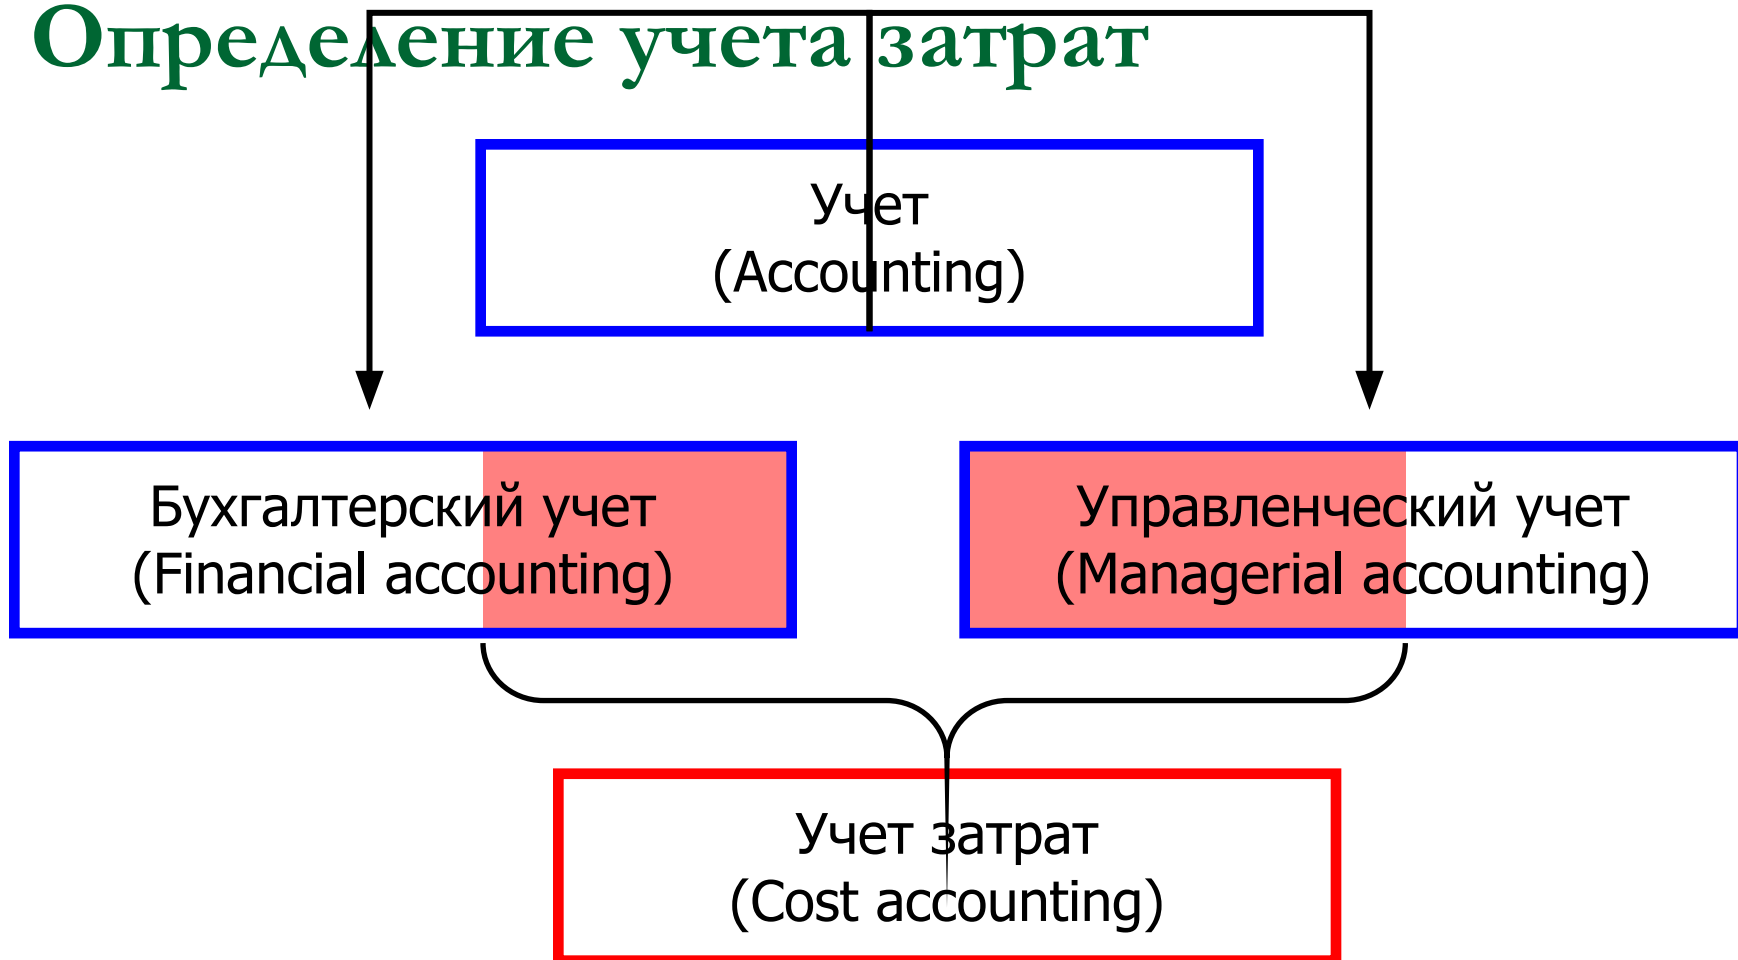 Определение учета затрат
Учет
(Accounting)
Бухгалтерский учет
(Financial accounting)
Управленческий учет
(Managerial accounting)
Учет затрат
(Cost accounting)